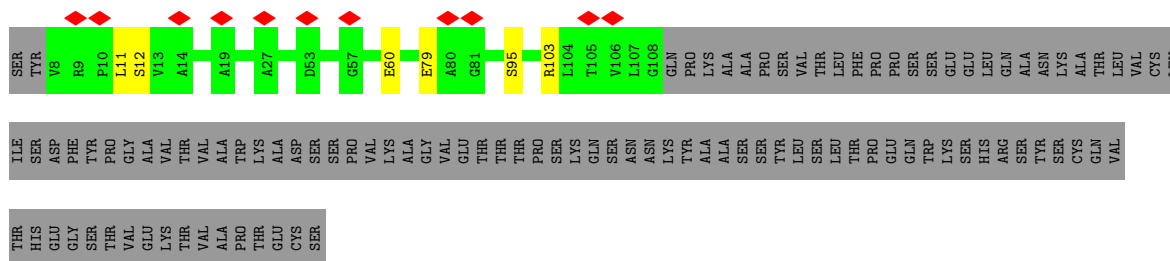 SER TYR V8 R9 P10 L11 S12 V13 A14 A19 A27 D53 G57 E60 E79 A80 G81 S95 R103 L104 T105 V106 L107 G108 GLN PRO LYS ALA ALA PRO SER VAL THR LEU PHE PRO PRO SER SER GLU GLU LEU GLN ALA ASN LYS ALA THR LEU VAL CYS
ILE SER ASP PHE TYR PRO GLY ALA VAL THR VAL ALA TRP LYS ALA ASP SER SER PRO VAL LYS ALA GLY VAL GLU THR THR THR PRO SER LYS GLN SER ASN ASN LYS TYR ALA ALA SER SER TYR LEU SER LEU THR PRO GLU GLN TRP LYS SER HIS ARG SER TYR SER CYS GLN VAL
THR HIS GLU GLY SER THR VAL GLU LYS THR VAL ALA PRO THR GLU CYS SER